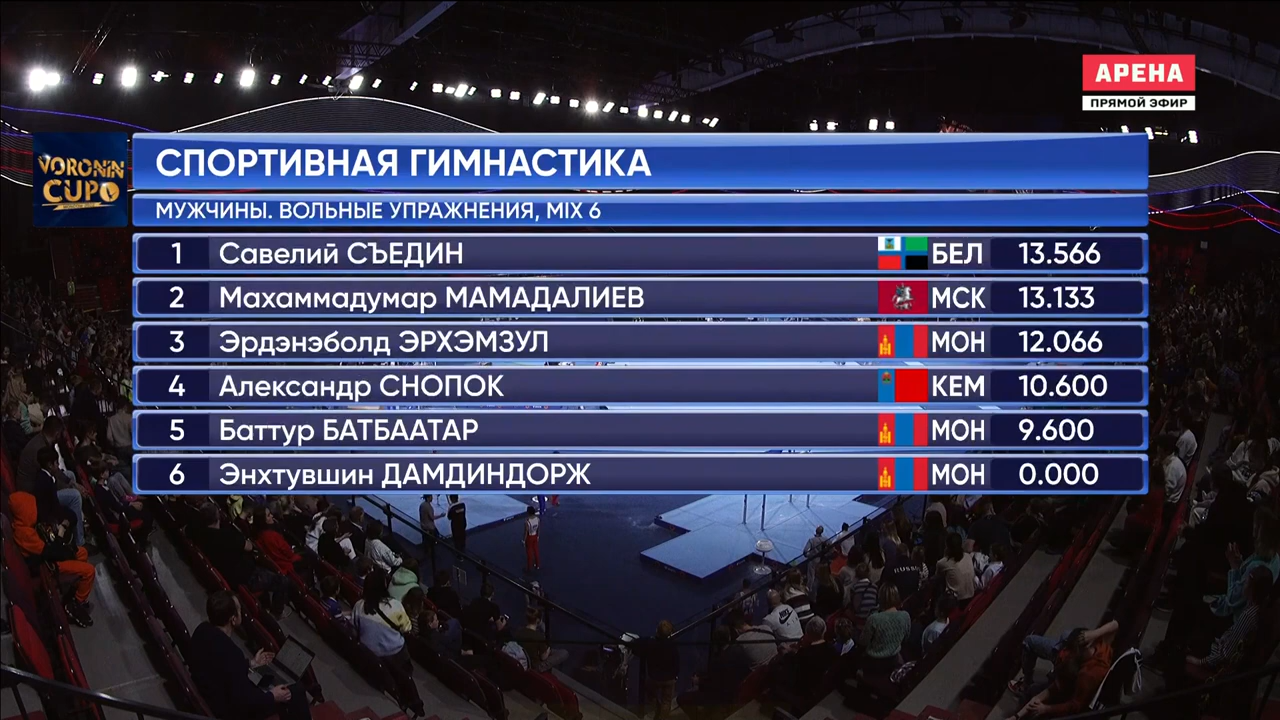 АРЕНА
ПРЯМОЙ ЭФИР
VORONIN
CUP
СПОРТИВНАЯ ГИМНАСТИКА
МУЖЧИНЫ. ВОЛЬНЫЕ УПРАЖНЕНИЯ, MIX 6
1 Савелий СЪЕДИН БЕЛ 13.566
2 Махаммадумар МАМАДАЛИЕВ МСК 13.133
3 Эрдэнэболд ЭРХЭМЗУЛ МОН 12.066
4 Александр СНОПОК КЕМ 10.600
5 Баттур БАТБААТАР МОН 9.600
6 Энхтувшин ДАМДИНДОРЖ МОН 0.000
RUSSIA